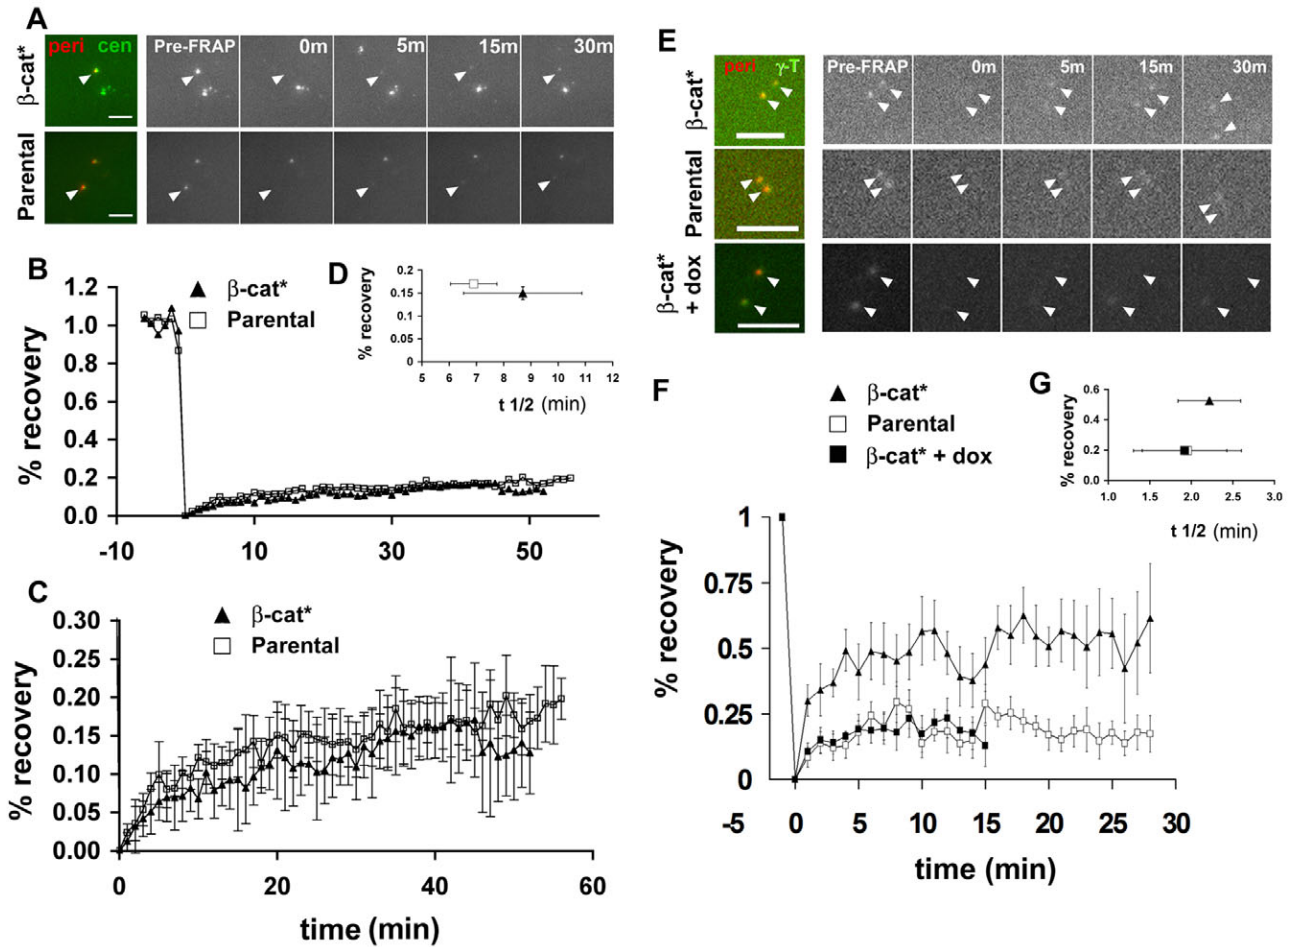 A
peri cen
Pre-FRAP 0m 5m 15m 30m
β-cat*
Parental
B
β-cat*
Parental
% recovery
1.2
1.0
0.8
0.6
0.4
0.2
0.0
-10 10 30 50
D
% recovery
0.2
0.15
0.1
0.05
0
5 6 7 8 9 10 11 12
t 1/2 (min)
C
β-cat*
Parental
% recovery
0.30
0.25
0.20
0.15
0.10
0.05
0.00
0 20 40 60
time (min)
E
peri γ-T
Pre-FRAP 0m 5m 15m 30m
β-cat*
Parental
β-cat*
+ dox
F
β-cat*
Parental
β-cat* + dox
% recovery
1
0.75
0.5
0.25
0
-5 0 5 10 15 20 25 30
time (min)
G
% recovery
0.6
0.4
0.2
0.0
1.0 1.5 2.0 2.5 3.0
t 1/2 (min)